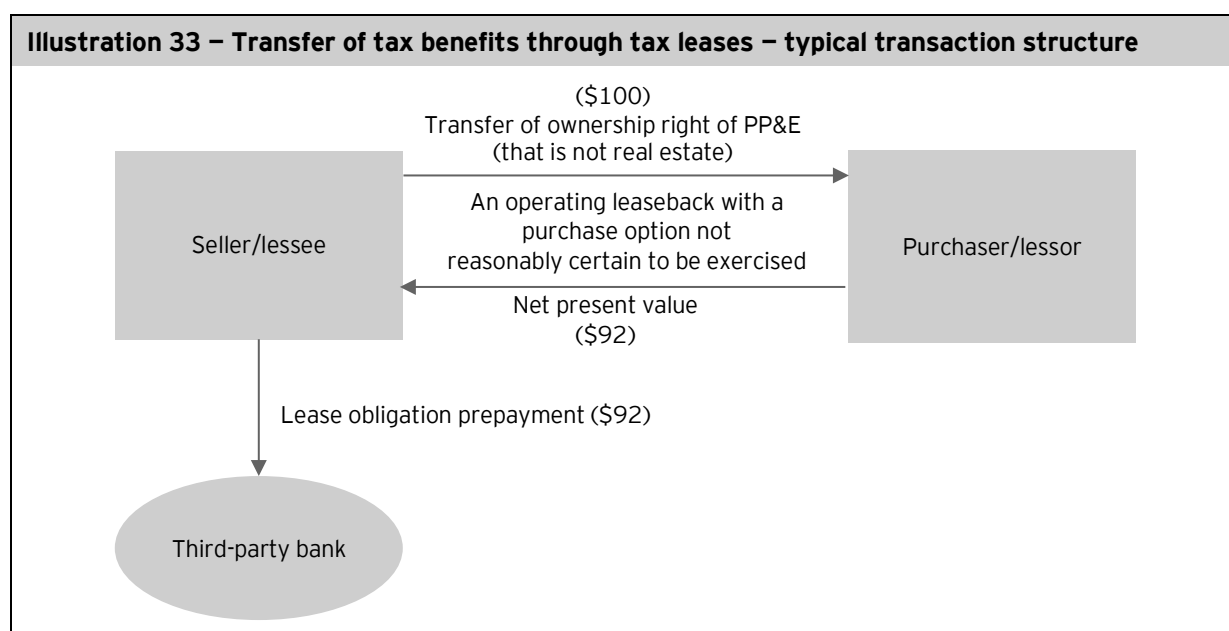 Illustration 33 – Transfer of tax benefits through tax leases – typical transaction structure
($100)
Transfer of ownership right of PP&E
(that is not real estate)
Seller/lessee
An operating leaseback with a
purchase option not
reasonably certain to be exercised
Purchaser/lessor
Net present value
($92)
Lease obligation prepayment ($92)
Third-party bank